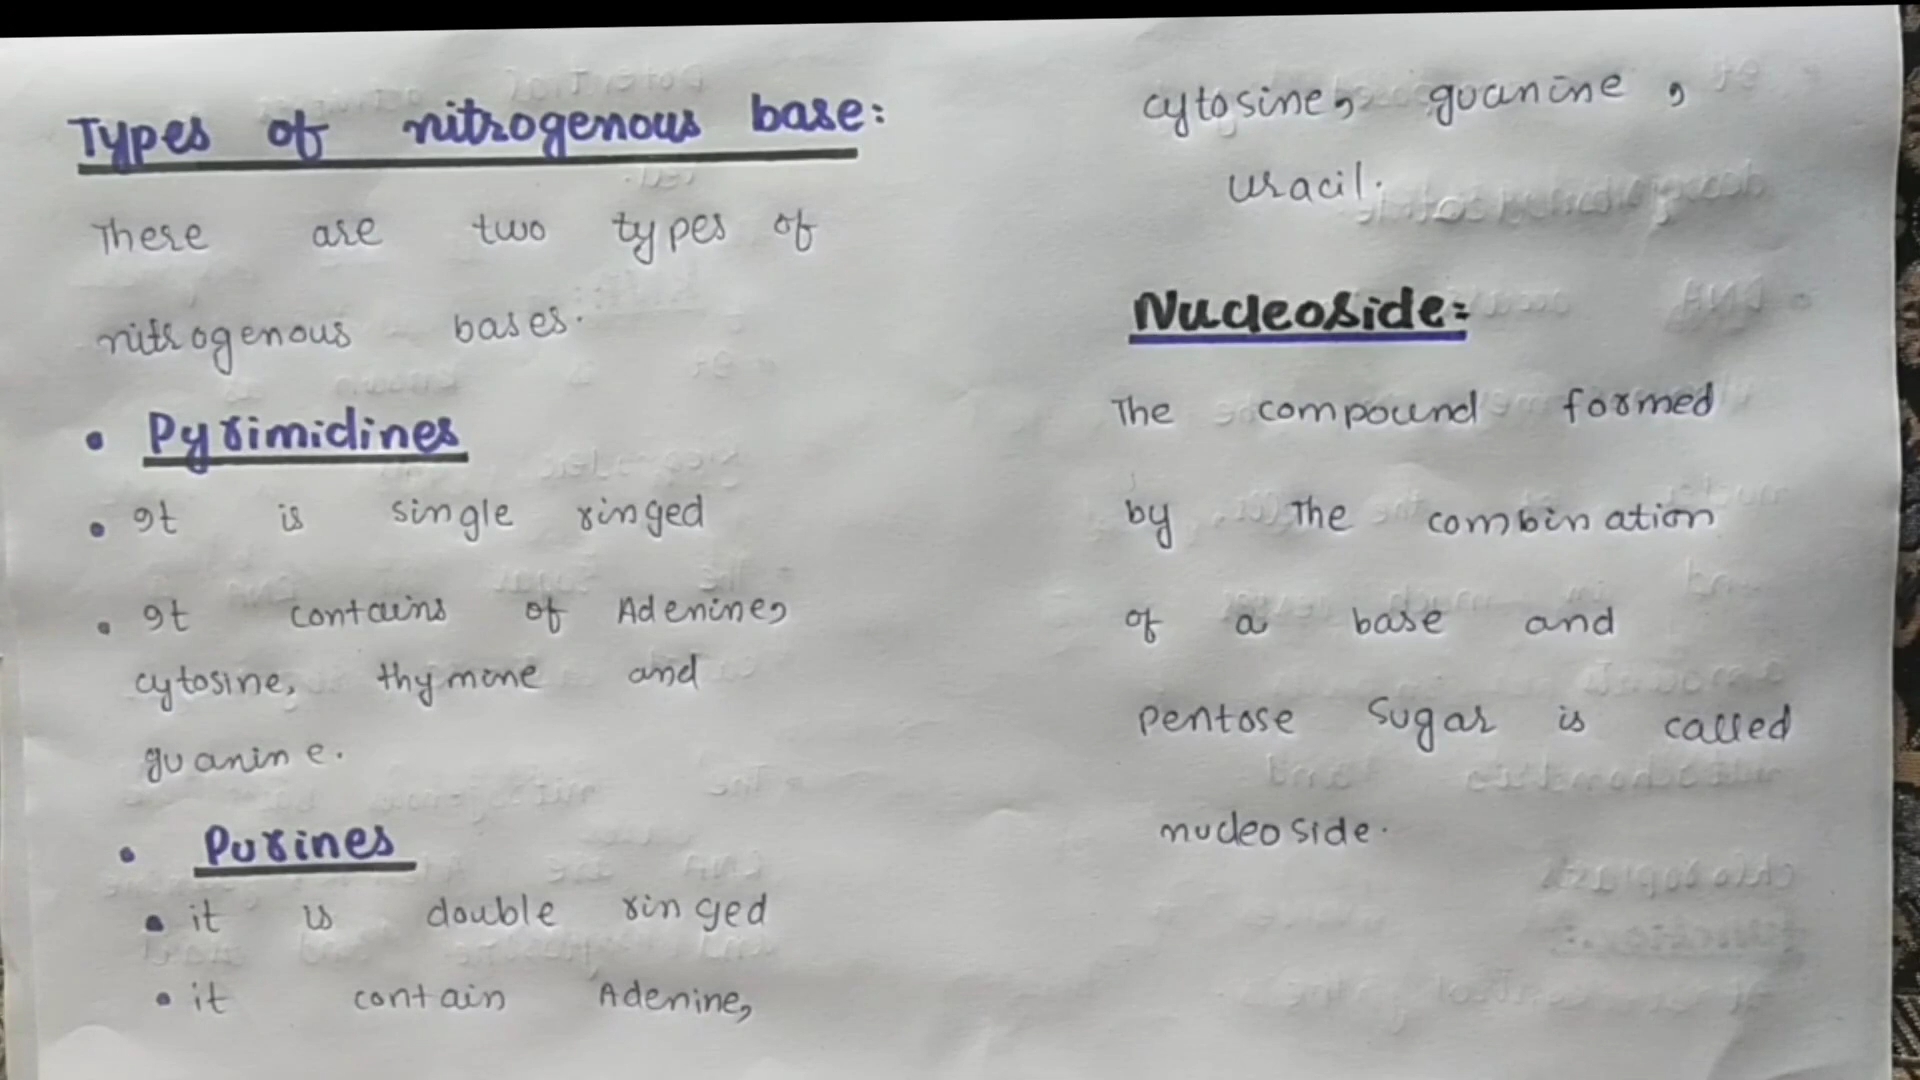 Types of nitrogenous base:
There are two types of
nitrogenous bases.
• Pyrimidines
• It is single ringed
• It contains of Adenine,
cytosine, thymone and
guanine.
• Purines
• it is double ringed
• it contain Adenine,
cytosine, guanine,
uracil.
Nucleoside:
The compound formed
by The combination
of a base and
pentose Sugar is called
nucleoside.